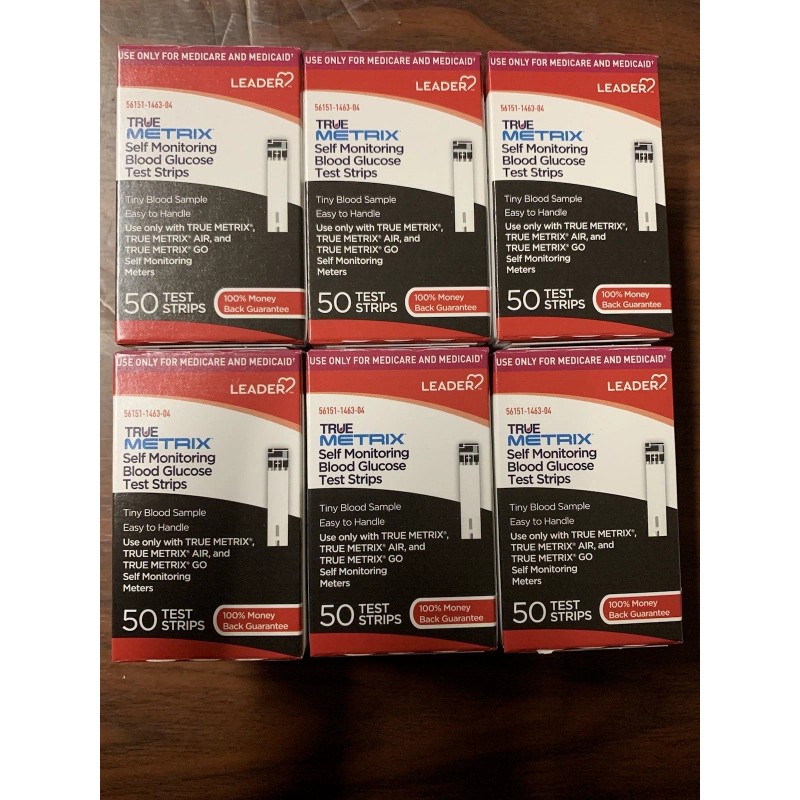 USE ONLY FOR MEDICARE AND MEDICAID†
LEADER
56151-1463-04
TRUE
METRIX
Self Monitoring
Blood Glucose
Test Strips
Tiny Blood Sample
Easy to Handle
Use only with TRUE METRIX®,
TRUE METRIX® AIR, and
TRUE METRIX® GO
Self Monitoring
Meters
50 TEST
STRIPS
100% Money
Back Guarantee
USE ONLY FOR MEDICARE AND MEDICAID†
LEADER
56151-1463-04
TRUE
METRIX
Self Monitoring
Blood Glucose
Test Strips
Tiny Blood Sample
Easy to Handle
Use only with TRUE METRIX®,
TRUE METRIX® AIR, and
TRUE METRIX® GO
Self Monitoring
Meters
50 TEST
STRIPS
100% Money
Back Guarantee
USE ONLY FOR MEDICARE AND MEDICAID†
LEADER
56151-1463-04
TRUE
METRIX
Self Monitoring
Blood Glucose
Test Strips
Tiny Blood Sample
Easy to Handle
Use only with TRUE METRIX®,
TRUE METRIX® AIR, and
TRUE METRIX® GO
Self Monitoring
Meters
50 TEST
STRIPS
100% Money
Back Guarantee
USE ONLY FOR MEDICARE AND MEDICAID†
LEADER
56151-1463-04
TRUE
METRIX
Self Monitoring
Blood Glucose
Test Strips
Tiny Blood Sample
Easy to Handle
Use only with TRUE METRIX®,
TRUE METRIX® AIR, and
TRUE METRIX® GO
Self Monitoring
Meters
50 TEST
STRIPS
100% Money
Back Guarantee
USE ONLY FOR MEDICARE AND MEDICAID†
LEADER
56151-1463-04
TRUE
METRIX
Self Monitoring
Blood Glucose
Test Strips
Tiny Blood Sample
Easy to Handle
Use only with TRUE METRIX®,
TRUE METRIX® AIR, and
TRUE METRIX® GO
Self Monitoring
Meters
50 TEST
STRIPS
100% Money
Back Guarantee
USE ONLY FOR MEDICARE AND MEDICAID†
LEADER
56151-1463-04
TRUE
METRIX
Self Monitoring
Blood Glucose
Test Strips
Tiny Blood Sample
Easy to Handle
Use only with TRUE METRIX®,
TRUE METRIX® AIR, and
TRUE METRIX® GO
Self Monitoring
Meters
50 TEST
STRIPS
100% Money
Back Guarantee